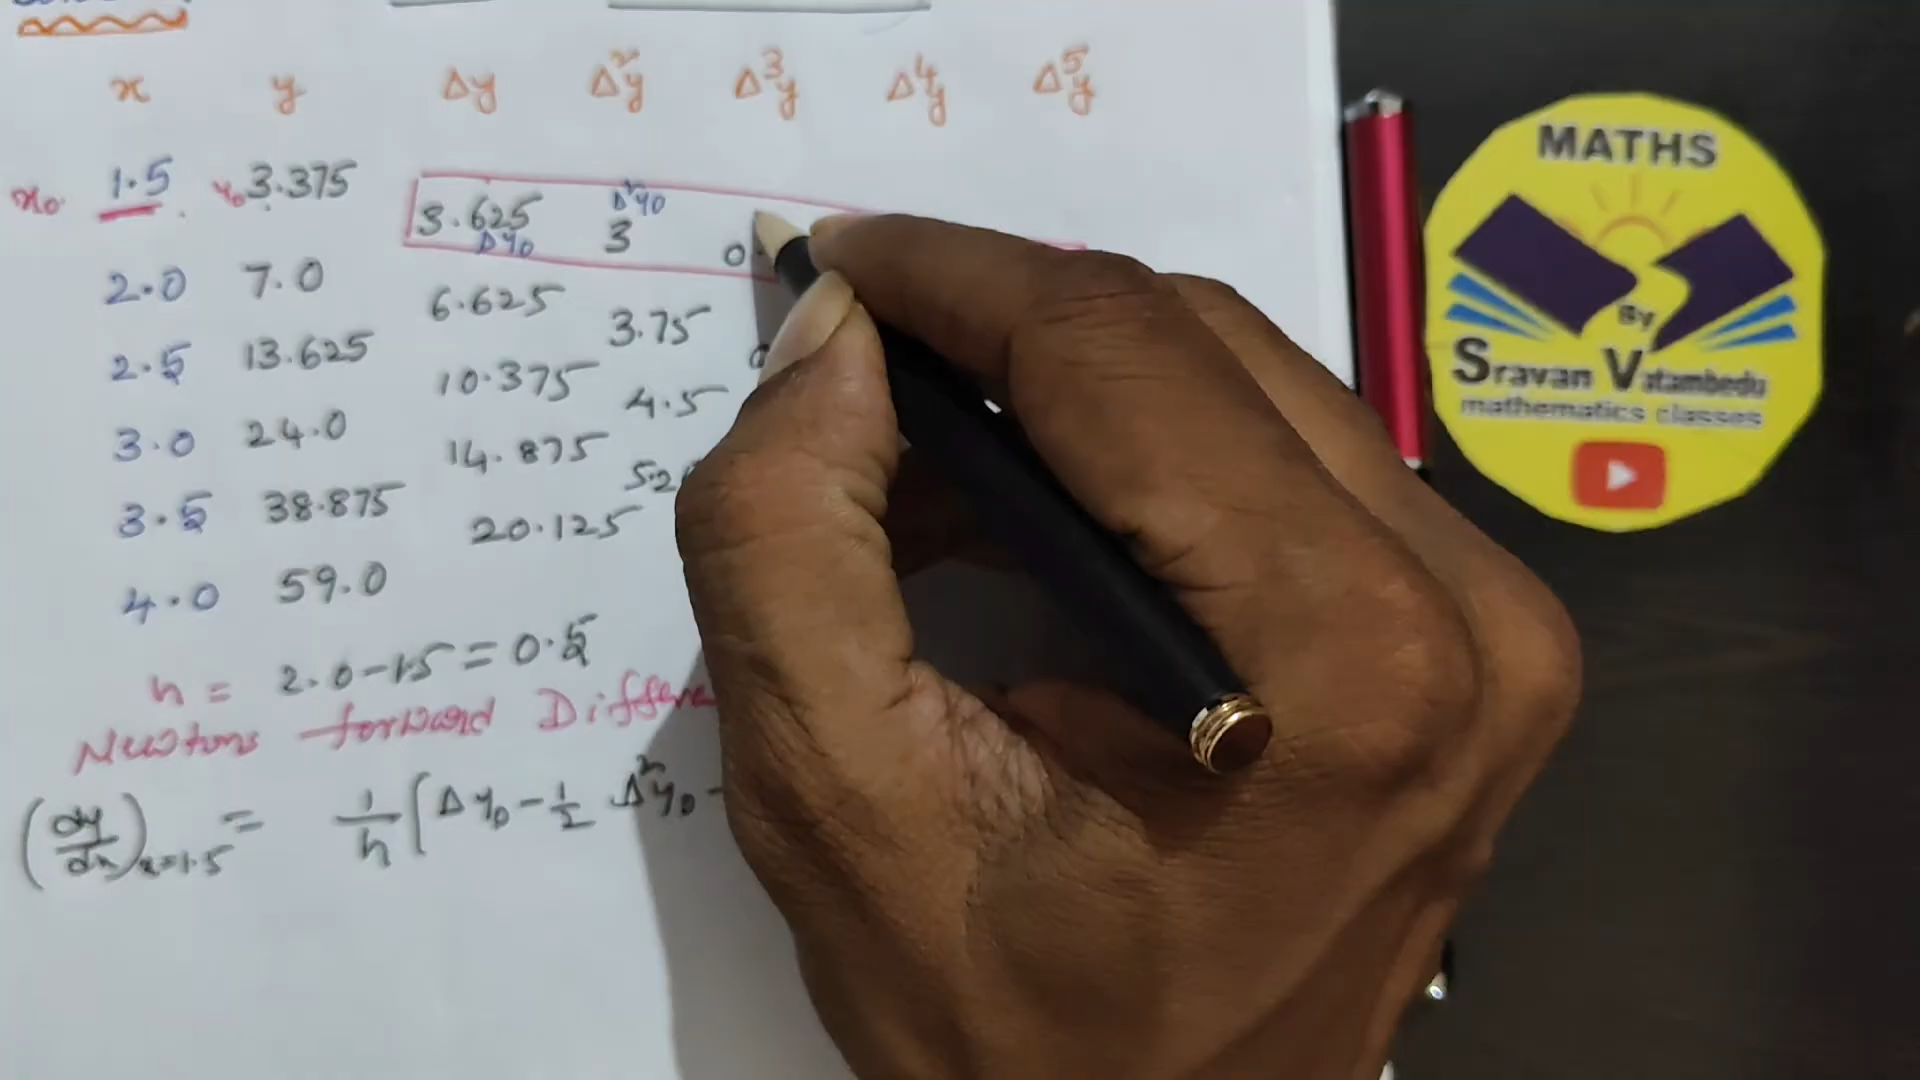 x y Δy Δ²y Δ³y Δ⁴y Δ⁵y
x₀ 1.5 y₀ 3.375
3.625 Δy₀ Δ²y₀ 3 0
2.0 7.0
6.625 3.75
2.5 13.625
10.375 4.5
3.0 24.0
14.875 5.2
3.5 38.875
20.125
4.0 59.0
h = 2.0-1.5 = 0.5
Newtons forward
(dy/dx)x=1.5 = 1/h [Δy₀ - 1/2 Δ²y₀ -
MATHS
By
Sravan Vatambedu
mathematics classes